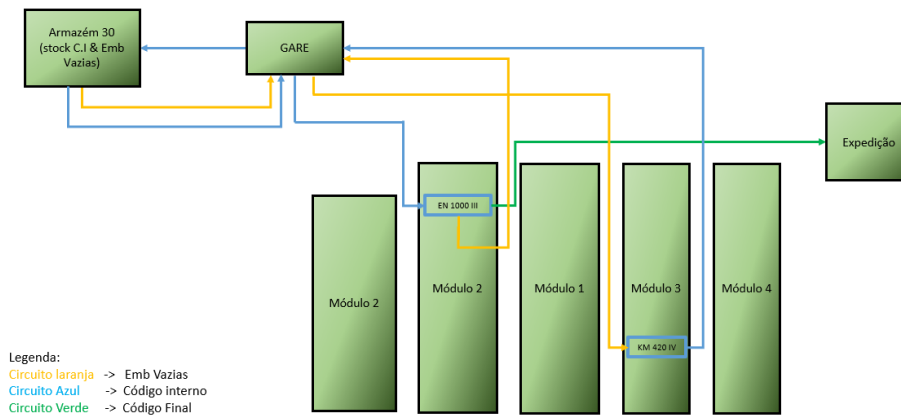 Armazém 30
(stock C.I & Emb
Vazias)
GARE
Expedição
EN 1000 III
Módulo 2
Módulo 2
Módulo 1
Módulo 3
Módulo 4
KM 420 IV
Legenda:
Circuito laranja -> Emb Vazias
Circuito Azul -> Código interno
Circuito Verde -> Código Final